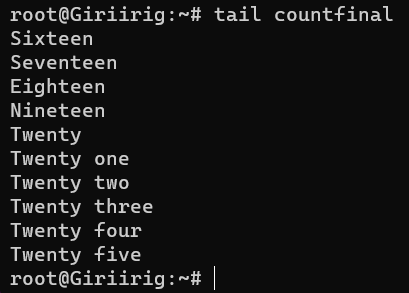 root@Giriirig:~# tail countfinal
Sixteen
Seventeen
Eighteen
Nineteen
Twenty
Twenty one
Twenty two
Twenty three
Twenty four
Twenty five
root@Giriirig:~#